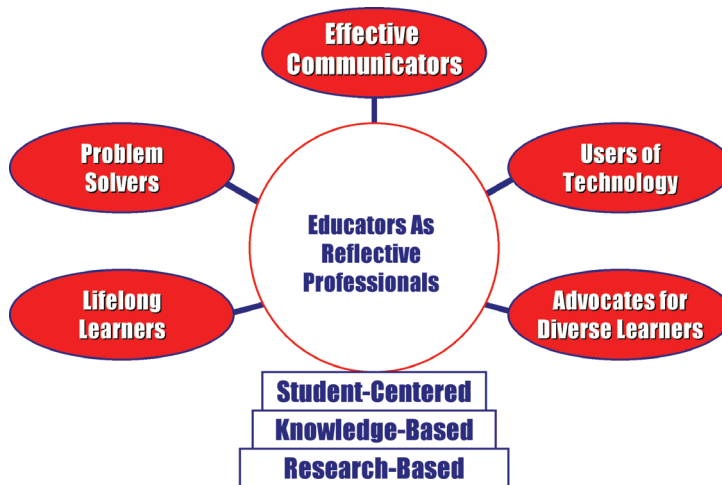 Effective
Communicators
Problem
Solvers
Users of
Technology
Educators As
Reflective
Professionals
Lifelong
Learners
Advocates for
Diverse Learners
Student-Centered
Knowledge-Based
Research-Based